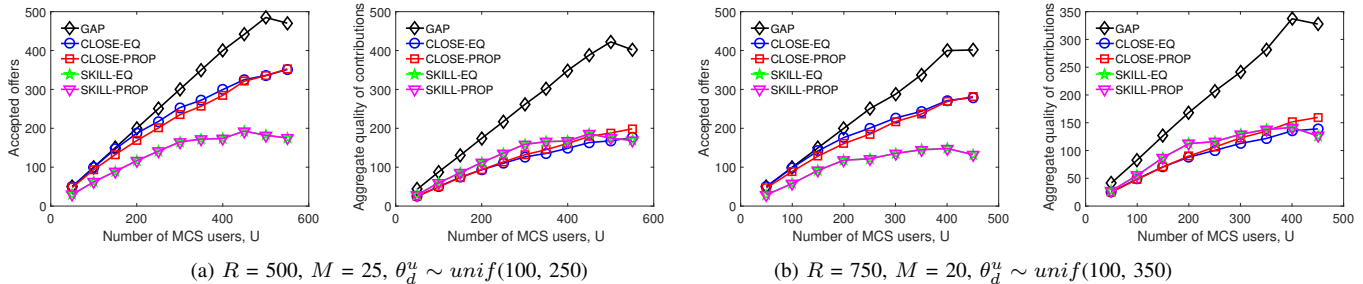 500
400
300
200
100
0
0
200
400
600
Accepted offers
Number of MCS users, U
GAP
CLOSE-EQ
CLOSE-PROP
SKILL-EQ
SKILL-PROP
500
400
300
200
100
0
0
200
400
600
Aggregate quality of contributions
Number of MCS users, U
GAP
CLOSE-EQ
CLOSE-PROP
SKILL-EQ
SKILL-PROP
500
400
300
200
100
0
0
100
200
300
400
500
Accepted offers
Number of MCS users, U
GAP
CLOSE-EQ
CLOSE-PROP
SKILL-EQ
SKILL-PROP
350
300
250
200
150
100
50
0
0
100
200
300
400
500
Aggregate quality of contributions
Number of MCS users, U
GAP
CLOSE-EQ
CLOSE-PROP
SKILL-EQ
SKILL-PROP
(a) R = 500, M = 25, θ_d^u ∼ unif(100, 250)
(b) R = 750, M = 20, θ_d^u ∼ unif(100, 350)